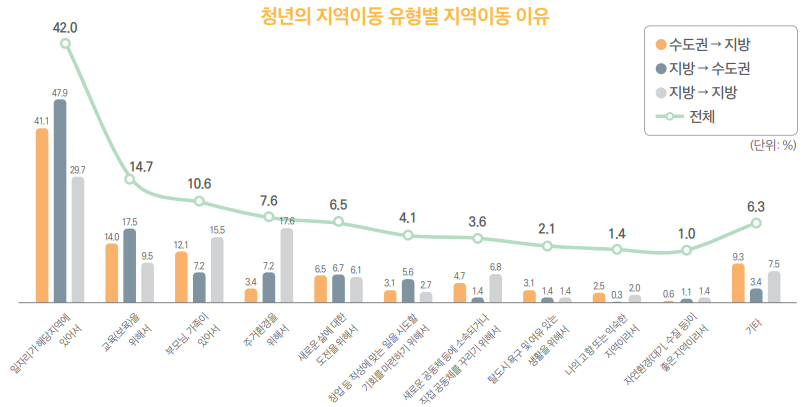 청년의 지역이동 유형별 지역이동 이유
수도권 → 지방
지방 → 수도권
지방 → 지방
전체
(단위: %)
42.0
14.7
10.6
7.6
6.5
4.1
3.6
2.1
1.4
1.0
6.3
41.1
47.9
29.7
14.0
17.5
9.5
12.1
7.2
15.5
3.4
7.2
17.6
6.5
6.7
6.1
3.1
5.6
2.7
4.7
1.4
6.8
3.1
1.4
1.4
2.5
0.3
2.0
0.6
1.1
1.4
9.3
3.4
7.5
일자리가 해당지역에
있어서
교육(보육)을
위해서
부모님, 가족이
있어서
주거환경을
위해서
새로운 삶에 대한
도전을 위해서
창업 등 적성에 맞는 일을 시도할
기회를 마련하기 위해서
새로운 공동체 등에 소속되거나
직접 공동체를 꾸리기 위해서
탈도시 욕구 및 여유 있는
생활을 위해서
나의 고향 또는 익숙한
지역이라서
자연환경(대기, 수질 등)이
좋은 지역이라서
기타